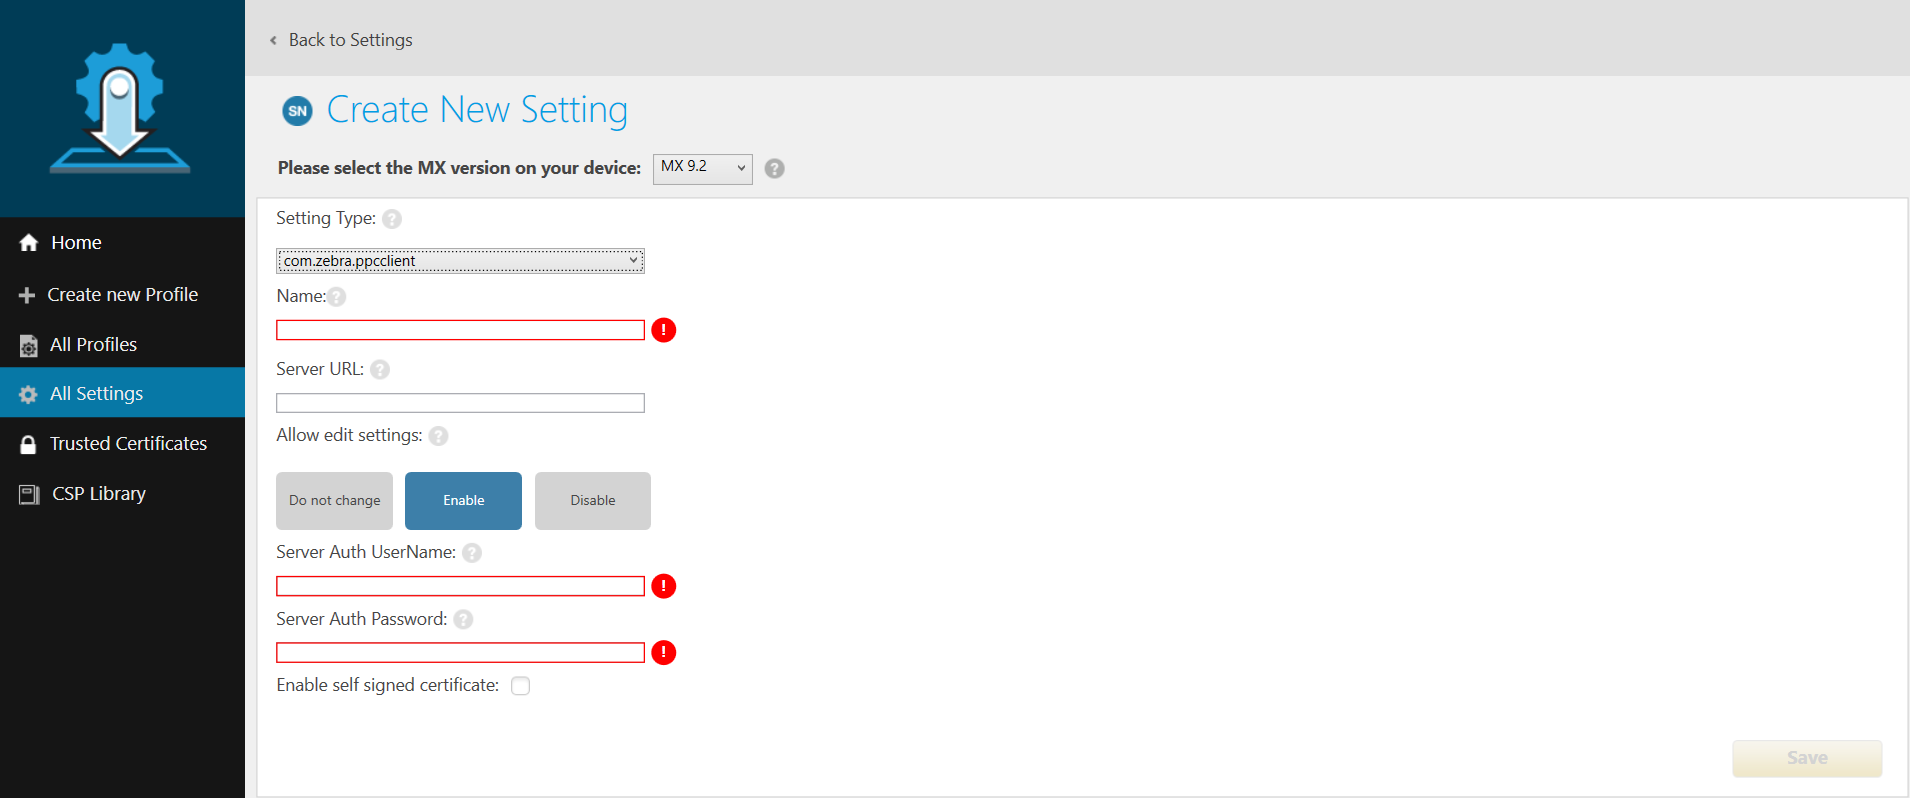 Back to Settings
SN Create New Setting
Please select the MX version on your device: MX 9.2 ?
Home
Create new Profile
All Profiles
All Settings
Trusted Certificates
CSP Library
Setting Type: ?
com.zebra.ppcclient
Name: ?
!
Server URL: ?
Allow edit settings: ?
Do not change Enable Disable
Server Auth UserName: ?
!
Server Auth Password: ?
!
Enable self signed certificate:
Save